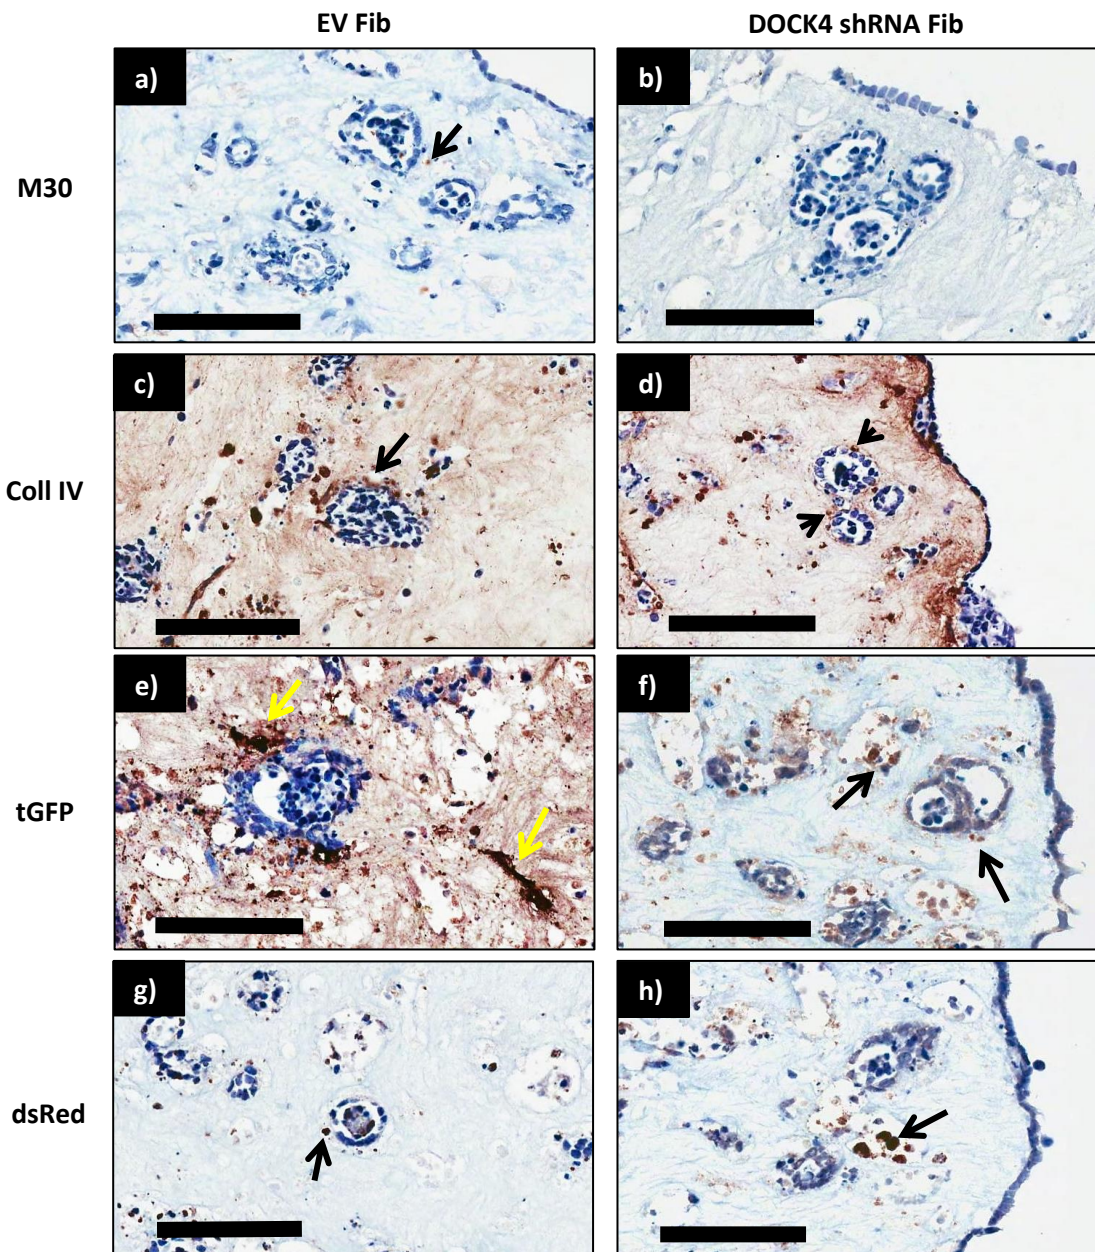 EV Fib
DOCK4 shRNA Fib
a)
b)
M30
c)
d)
Coll IV
e)
f)
tGFP
g)
h)
dsRed